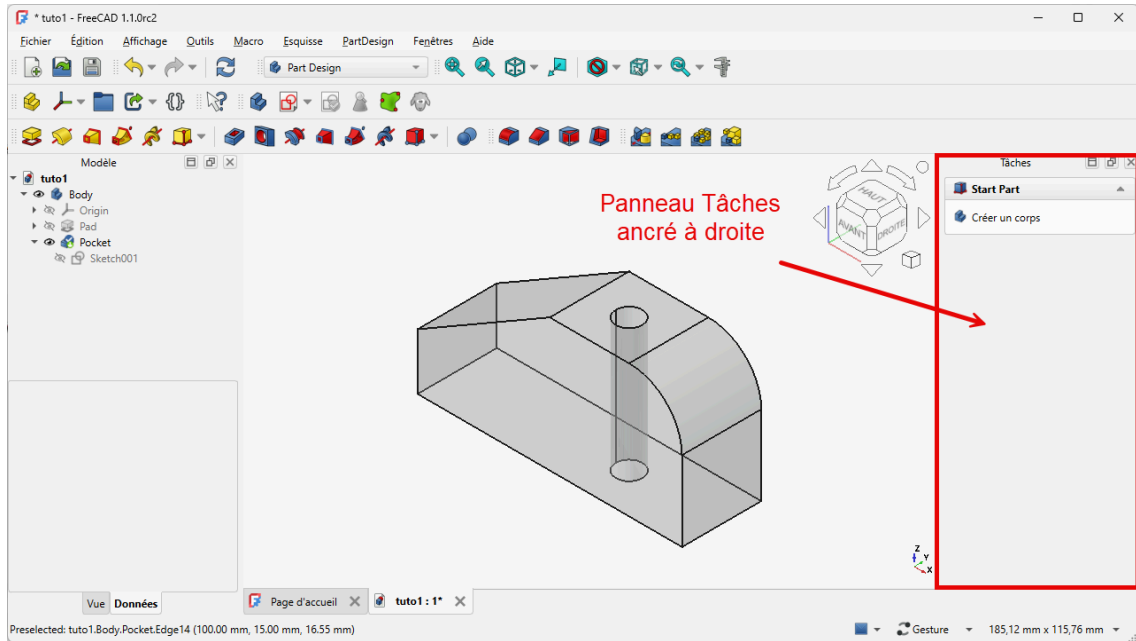 * tuto1 - FreeCAD 1.1.0rc2
Fichier Édition Affichage Outils Macro Esquisse PartDesign Fenêtres Aide
Part Design
Modèle
tuto1
Body
Origin
Pad
Pocket
Sketch001
Panneau Tâches
ancré à droite
HAUT
AVANT
DROITE
Tâches
Start Part
Créer un corps
Z
Y
X
Vue Données
Page d'accueil
tuto1 : 1*
Preselected: tuto1.Body.Pocket.Edge14 (100.00 mm, 15.00 mm, 16.55 mm)
Gesture
185,12 mm x 115,76 mm